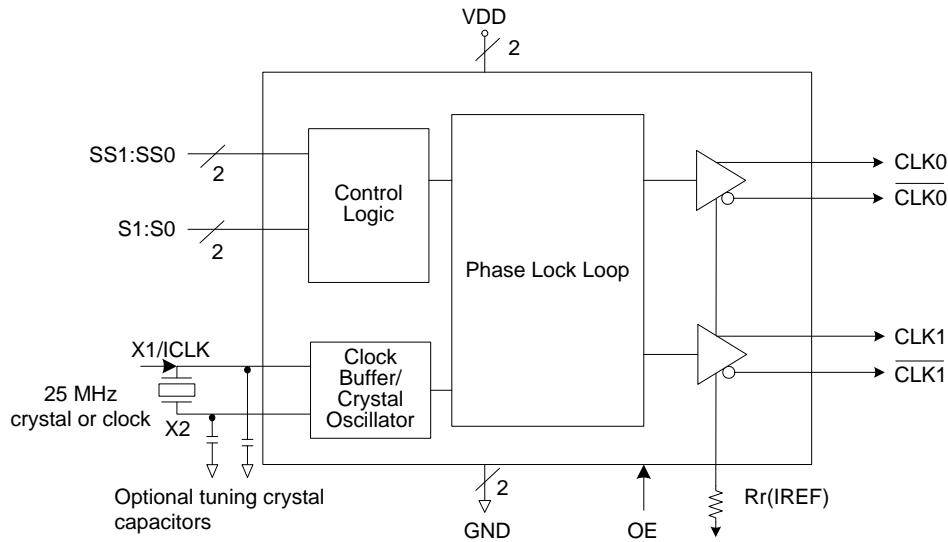 VDD
2
SS1:SS0
2
S1:S0
2
Control
Logic
Phase Lock Loop
CLK0
CLK0
CLK1
CLK1
X1/ICLK
25 MHz
crystal or clock
X2
Clock
Buffer/
Crystal
Oscillator
Optional tuning crystal
capacitors
2
GND
OE
Rr(IREF)